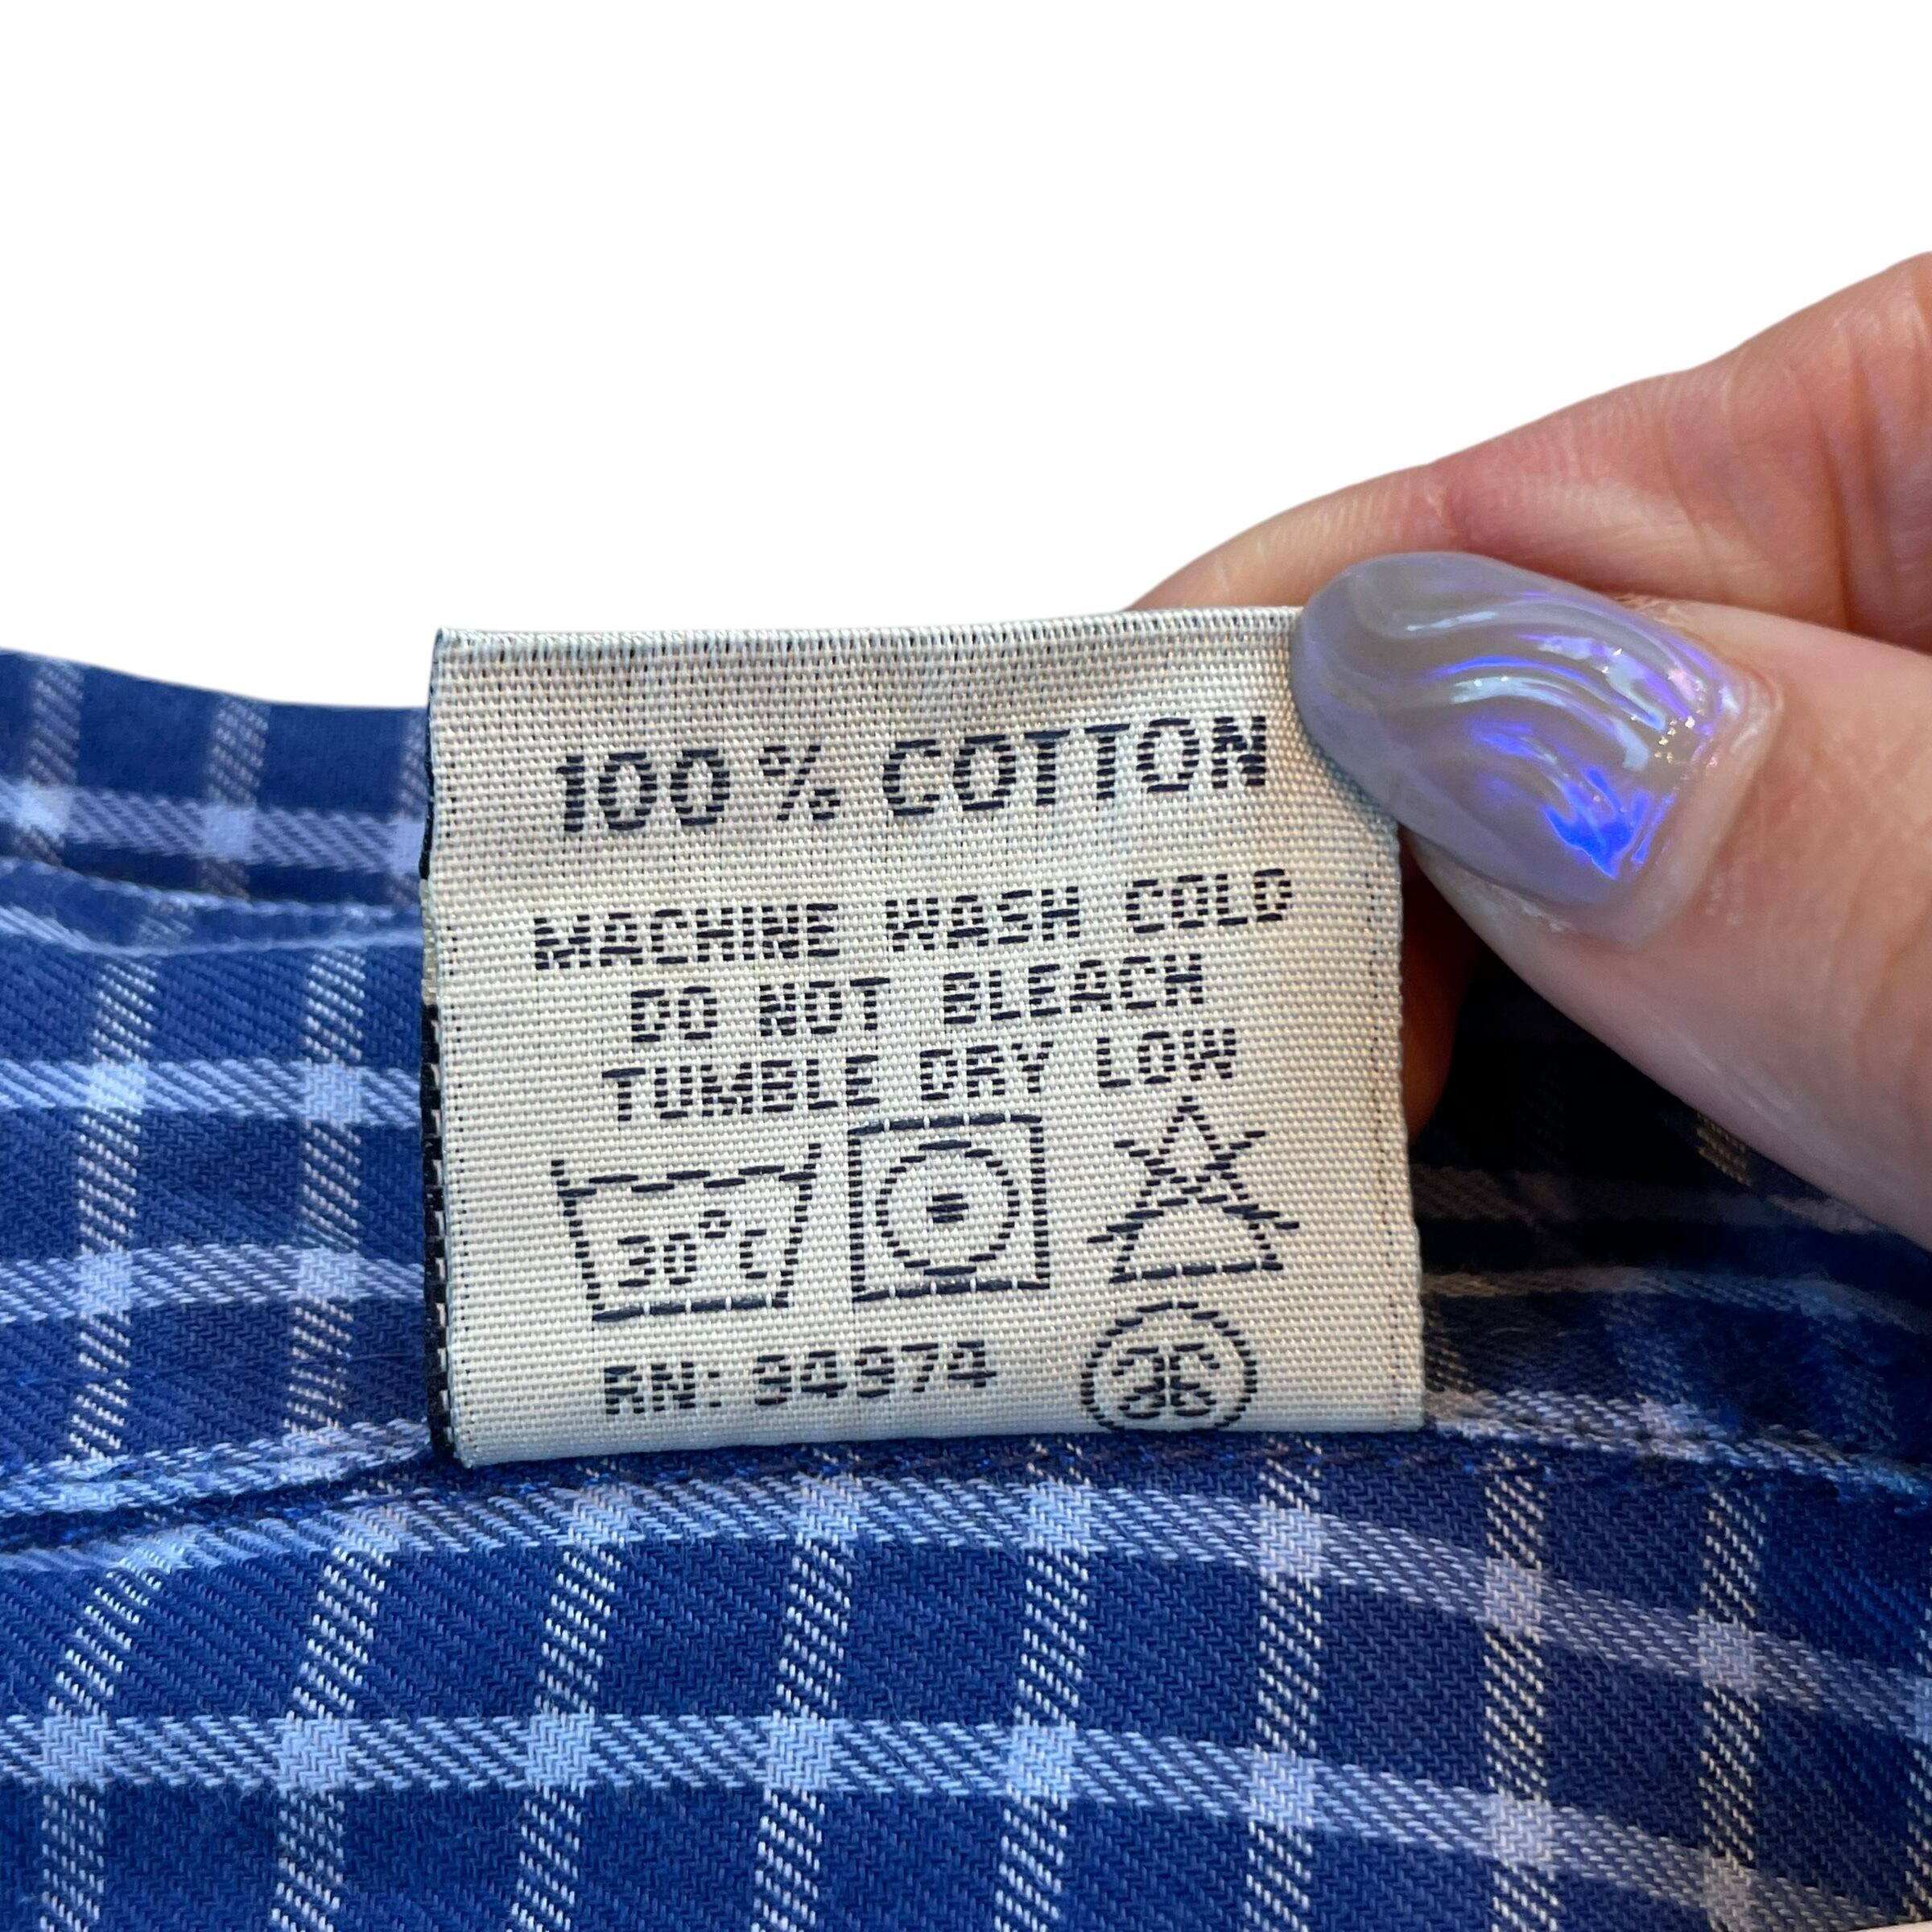 100% COTTON
MACHINE WASH COLD
DO NOT BLEACH
TUMBLE DRY LOW
30°C
RN: 94974